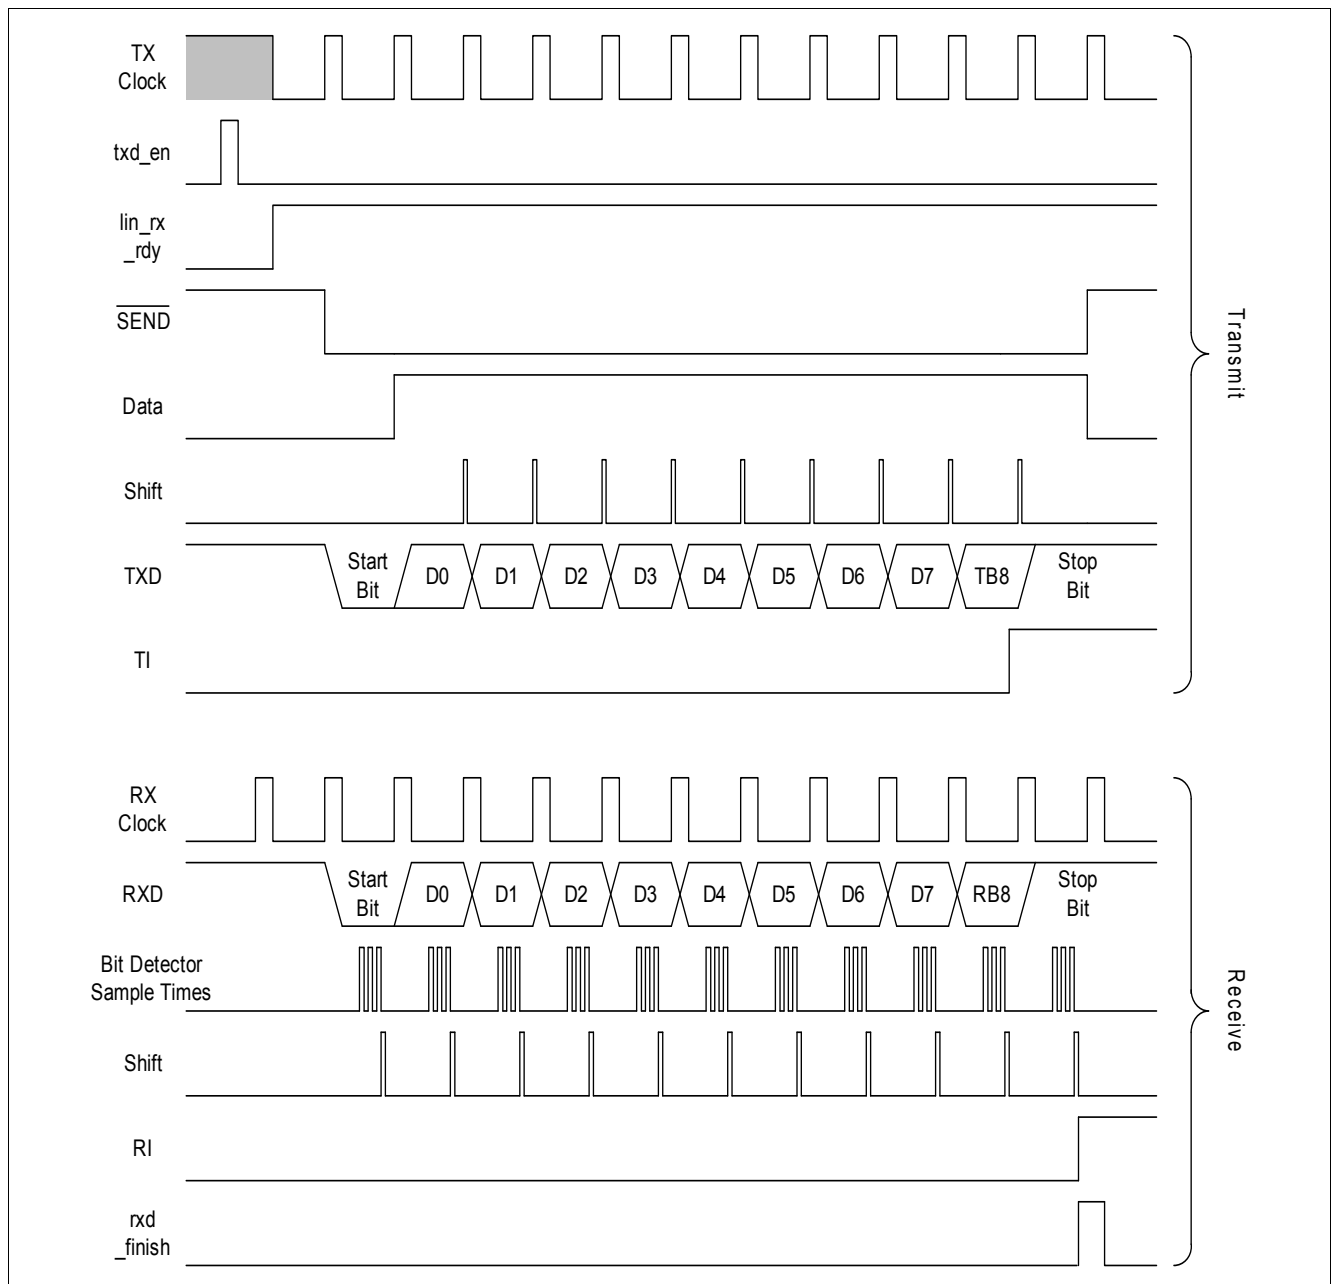 TX
Clock
txd_en
lin_rx
_rdy
SEND
Data
Shift
TXD
Start
Bit
D0
D1
D2
D3
D4
D5
D6
D7
TB8
Stop
Bit
TI
Transmit
RX
Clock
RXD
Start
Bit
D0
D1
D2
D3
D4
D5
D6
D7
RB8
Stop
Bit
Bit Detector
Sample Times
Shift
RI
rxd
_finish
Receive